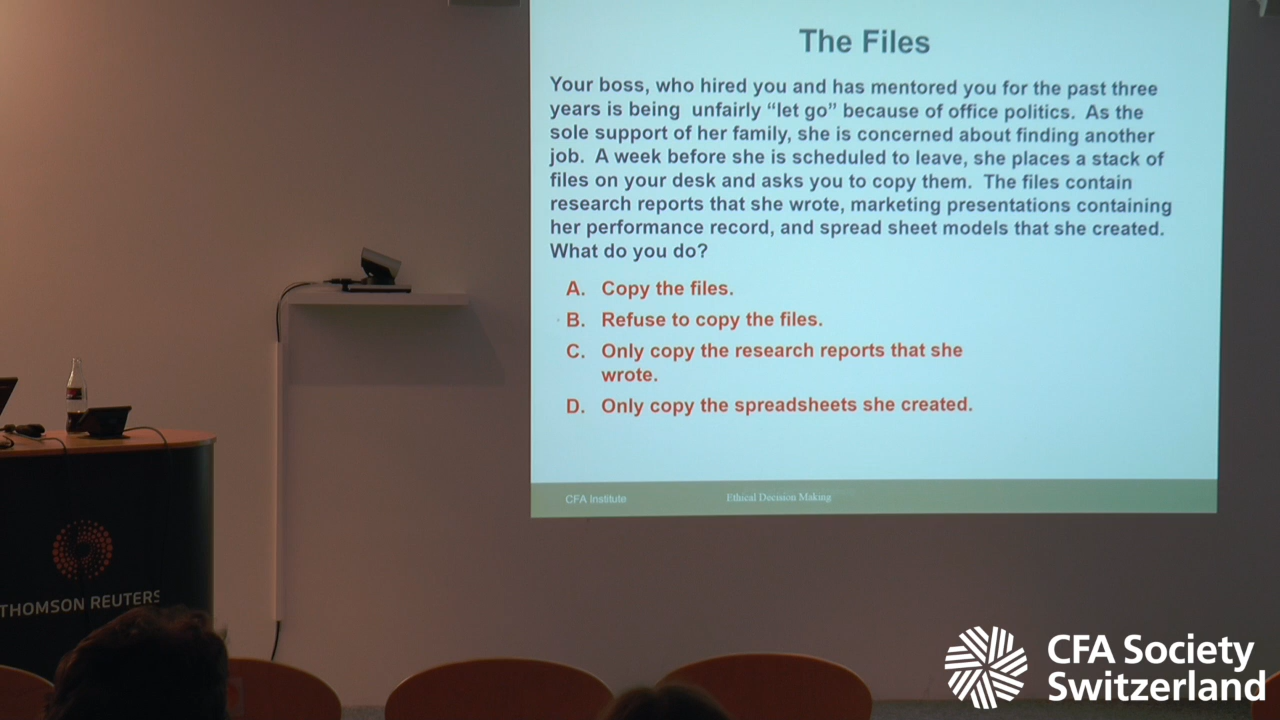 The Files
Your boss, who hired you and has mentored you for the past three
years is being unfairly “let go” because of office politics. As the
sole support of her family, she is concerned about finding another
job. A week before she is scheduled to leave, she places a stack of
files on your desk and asks you to copy them. The files contain
research reports that she wrote, marketing presentations containing
her performance record, and spread sheet models that she created.
What do you do?
A. Copy the files.
B. Refuse to copy the files.
C. Only copy the research reports that she
wrote.
D. Only copy the spreadsheets she created.
CFA Institute
Ethical Decision Making
THOMSON REUTERS
CFA Society
Switzerland